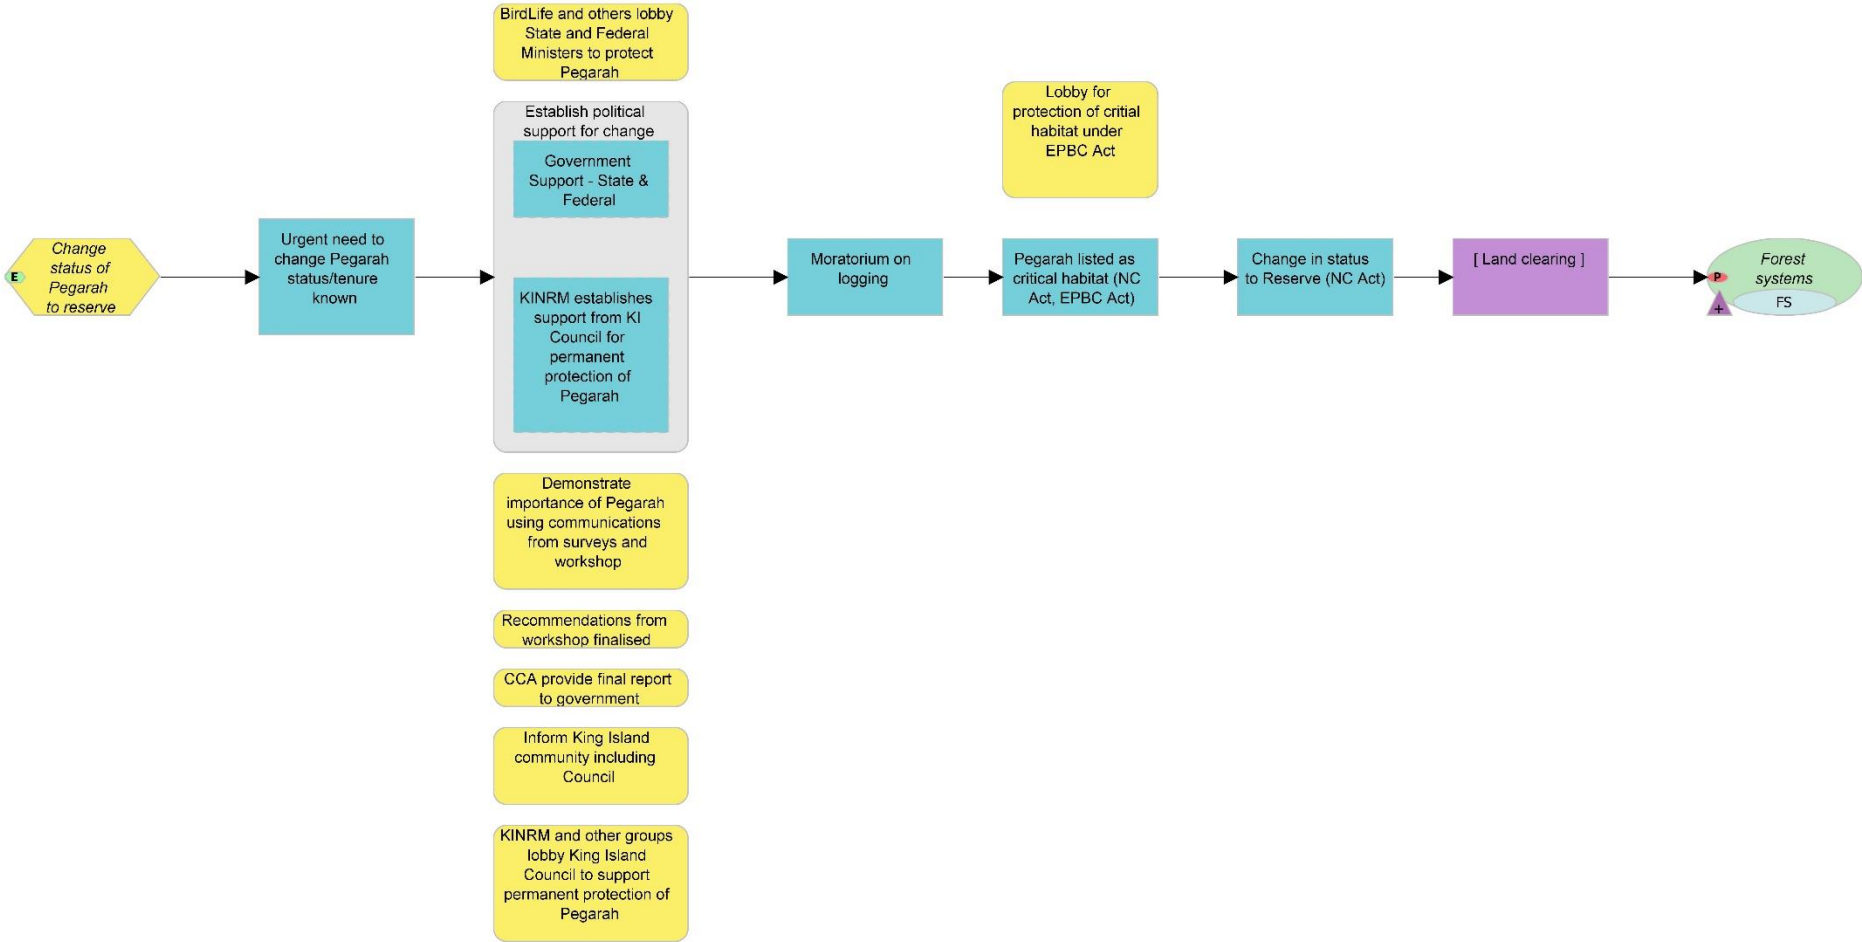 BirdLife and others lobby
State and Federal
Ministers to protect
Pegarah
Establish political
support for change
Government
Support - State &
Federal
KINRM establishes
support from KI
Council for
permanent
protection of
Pegarah
Lobby for
protection of critial
habitat under
EPBC Act
E
Change
status of
Pegarah
to reserve
Urgent need to
change Pegarah
status/tenure
known
Moratorium on
logging
Pegarah listed as
critical habitat (NC
Act, EPBC Act)
Change in status
to Reserve (NC Act)
[ Land clearing ]
P
Forest
systems
FS
+
Demonstrate
importance of Pegarah
using communications
from surveys and
workshop
Recommendations from
workshop finalised
CCA provide final report
to government
Inform King Island
community including
Council
KINRM and other groups
lobby King Island
Council to support
permanent protection of
Pegarah